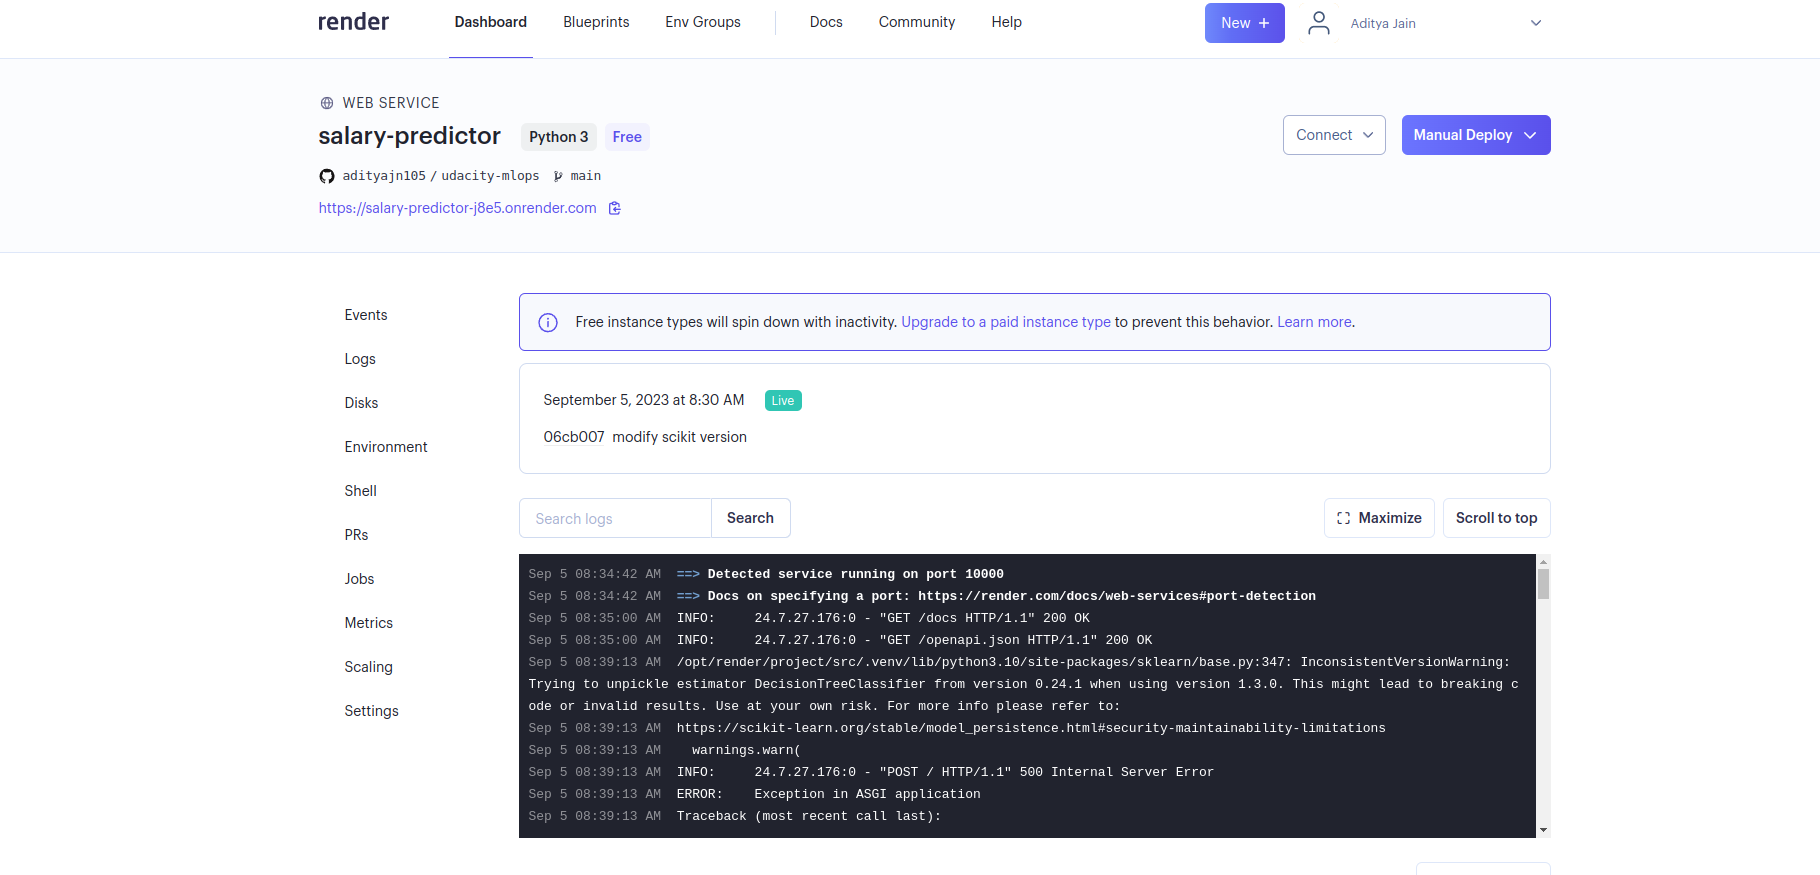 render
Dashboard
Blueprints
Env Groups
Docs
Community
Help
New +
Aditya Jain
WEB SERVICE
salary-predictor
Python 3
Free
adityajn105 / udacity-mlops
main
https://salary-predictor-j8e5.onrender.com
Connect
Manual Deploy
Events
Logs
Disks
Environment
Shell
PRs
Jobs
Metrics
Scaling
Settings
Free instance types will spin down with inactivity. Upgrade to a paid instance type to prevent this behavior. Learn more.
September 5, 2023 at 8:30 AM
Live
06cb007 modify scikit version
Search logs
Search
Maximize
Scroll to top
Sep 5 08:34:42 AM ==> Detected service running on port 10000
Sep 5 08:34:42 AM ==> Docs on specifying a port: https://render.com/docs/web-services#port-detection
Sep 5 08:35:00 AM INFO: 24.7.27.176:0 - "GET /docs HTTP/1.1" 200 OK
Sep 5 08:35:00 AM INFO: 24.7.27.176:0 - "GET /openapi.json HTTP/1.1" 200 OK
Sep 5 08:39:13 AM /opt/render/project/src/.venv/lib/python3.10/site-packages/sklearn/base.py:347: InconsistentVersionWarning:
Trying to unpickle estimator DecisionTreeClassifier from version 0.24.1 when using version 1.3.0. This might lead to breaking c
ode or invalid results. Use at your own risk. For more info please refer to:
Sep 5 08:39:13 AM https://scikit-learn.org/stable/model_persistence.html#security-maintainability-limitations
Sep 5 08:39:13 AM warnings.warn(
Sep 5 08:39:13 AM INFO: 24.7.27.176:0 - "POST / HTTP/1.1" 500 Internal Server Error
Sep 5 08:39:13 AM ERROR: Exception in ASGI application
Sep 5 08:39:13 AM Traceback (most recent call last):